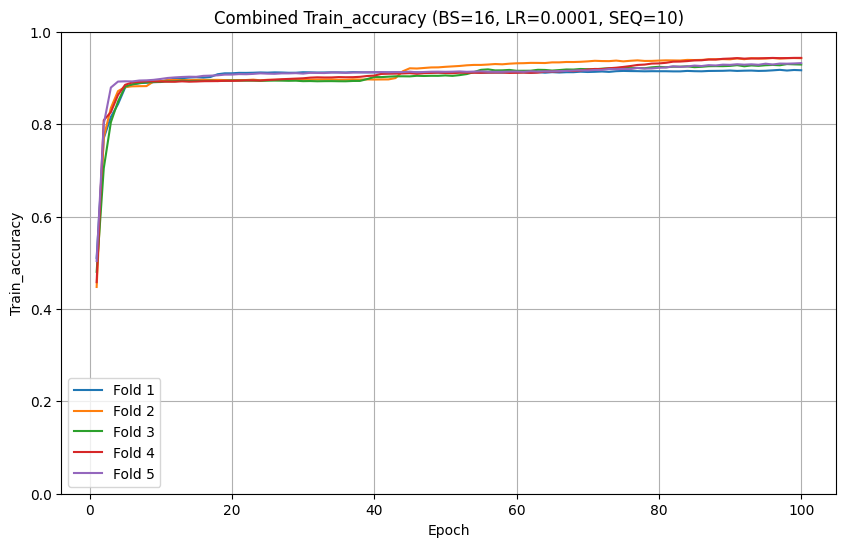 Combined Train_accuracy (BS=16, LR=0.0001, SEQ=10)
Train_accuracy
1.0
0.8
0.6
0.4
0.2
0.0
Fold 1
Fold 2
Fold 3
Fold 4
Fold 5
0 20 40 60 80 100
Epoch